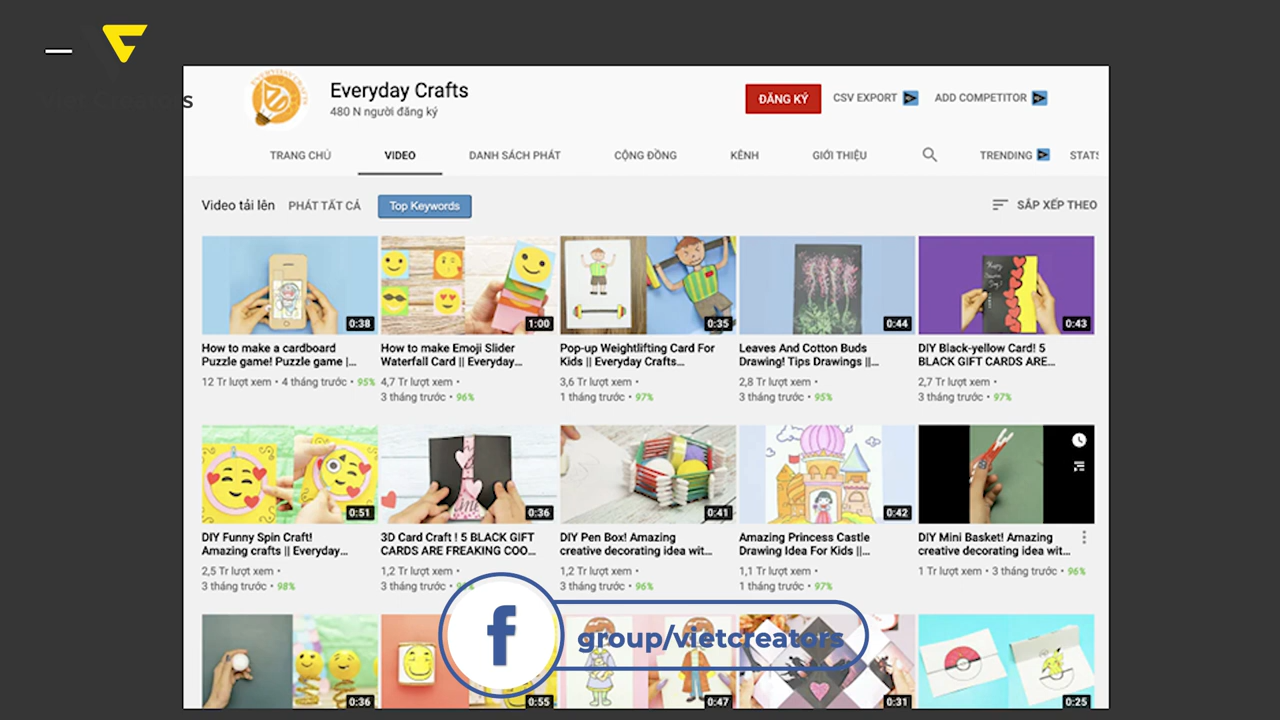 Viet Creators
Everyday Crafts
480 N người đăng ký
ĐĂNG KÝ
CSV EXPORT
ADD COMPETITOR
TRANG CHỦ
VIDEO
DANH SÁCH PHÁT
CỘNG ĐỒNG
KÊNH
GIỚI THIỆU
TRENDING
STATS
Video tải lên
PHÁT TẤT CẢ
Top Keywords
SẮP XẾP THEO
0:38
1:00
0:35
0:44
0:43
How to make a cardboard
Puzzle game! Puzzle game |...
12 Tr lượt xem • 4 tháng trước • 95%
How to make Emoji Slider
Waterfall Card || Everyday...
4,7 Tr lượt xem •
3 tháng trước • 96%
Pop-up Weightlifting Card For
Kids || Everyday Crafts...
3,6 Tr lượt xem •
1 tháng trước • 97%
Leaves And Cotton Buds
Drawing! Tips Drawings ||...
2,8 Tr lượt xem •
3 tháng trước • 95%
DIY Black-yellow Card! 5
BLACK GIFT CARDS ARE...
2,7 Tr lượt xem •
3 tháng trước • 97%
0:51
0:36
0:41
0:42
DIY Funny Spin Craft!
Amazing crafts || Everyday...
2,5 Tr lượt xem •
3 tháng trước • 98%
3D Card Craft ! 5 BLACK GIFT
CARDS ARE FREAKING COO...
1,2 Tr lượt xem •
3 tháng trước •
DIY Pen Box! Amazing
creative decorating idea wit...
1,2 Tr lượt xem •
3 tháng trước • 96%
Amazing Princess Castle
Drawing Idea For Kids ||...
1,1 Tr lượt xem •
1 tháng trước • 97%
DIY Mini Basket! Amazing
creative decorating idea wit...
1 Tr lượt xem • 3 tháng trước • 96%
group/vietcreators
0:36
0:55
0:47
0:31
0:25